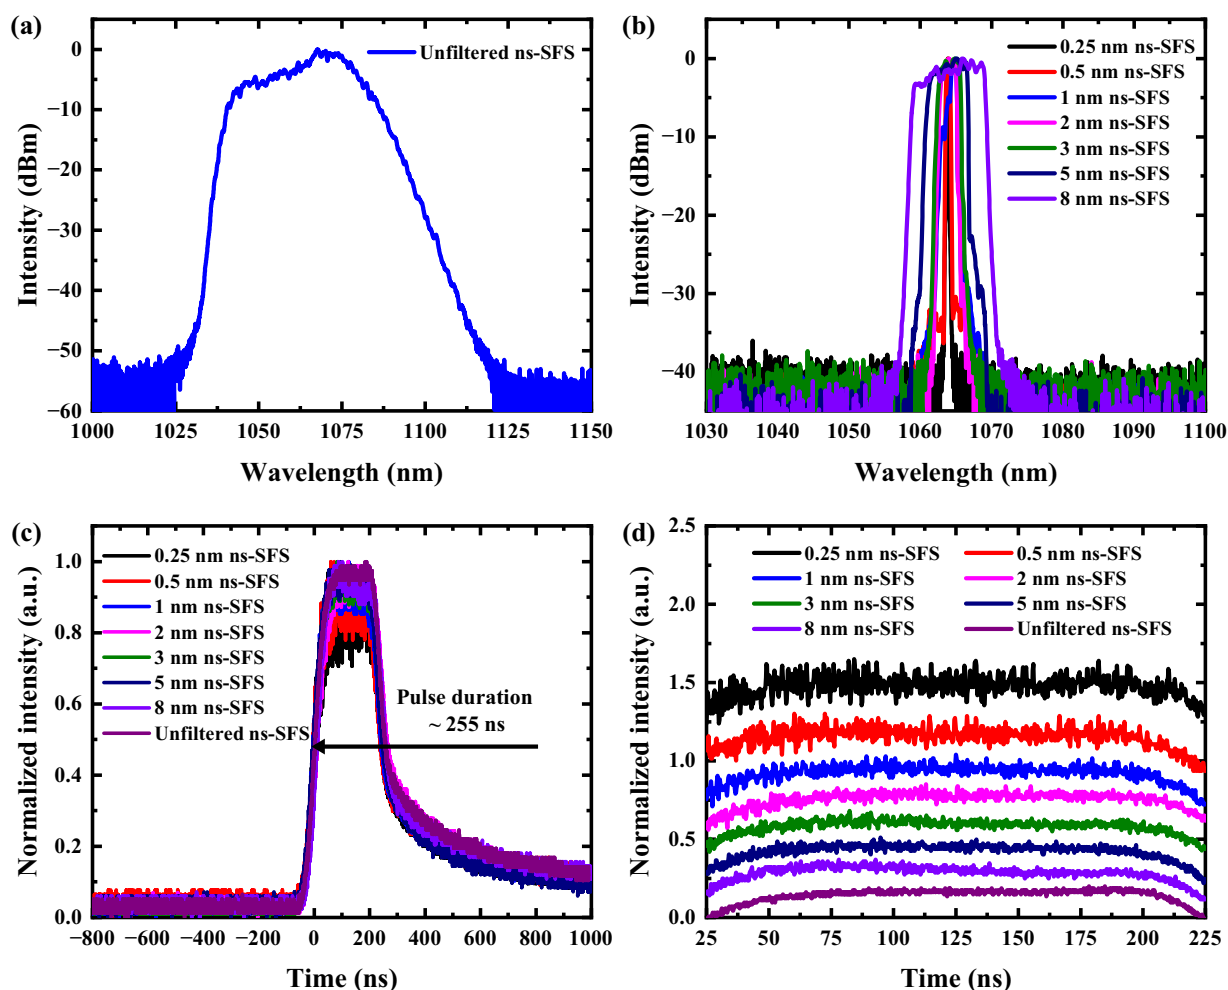 (a)
Unfiltered ns-SFS
0
−10
−20
−30
−40
−50
−60
1000
1025
1050
1075
1100
1125
1150
Intensity (dBm)
Wavelength (nm)
(b)
0.25 nm ns-SFS
0.5 nm ns-SFS
1 nm ns-SFS
2 nm ns-SFS
3 nm ns-SFS
5 nm ns-SFS
8 nm ns-SFS
0
−10
−20
−30
−40
1030
1040
1050
1060
1070
1080
1090
1100
Intensity (dBm)
Wavelength (nm)
(c)
0.25 nm ns-SFS
0.5 nm ns-SFS
1 nm ns-SFS
2 nm ns-SFS
3 nm ns-SFS
5 nm ns-SFS
8 nm ns-SFS
Unfiltered ns-SFS
Pulse duration
~ 255 ns
1.0
0.8
0.6
0.4
0.2
0.0
−800
−600
−400
−200
0
200
400
600
800
1000
Normalized intensity (a.u.)
Time (ns)
(d)
0.25 nm ns-SFS
0.5 nm ns-SFS
1 nm ns-SFS
2 nm ns-SFS
3 nm ns-SFS
5 nm ns-SFS
8 nm ns-SFS
Unfiltered ns-SFS
2.5
2.0
1.5
1.0
0.5
0.0
25
50
75
100
125
150
175
200
225
Normalized intensity (a.u.)
Time (ns)